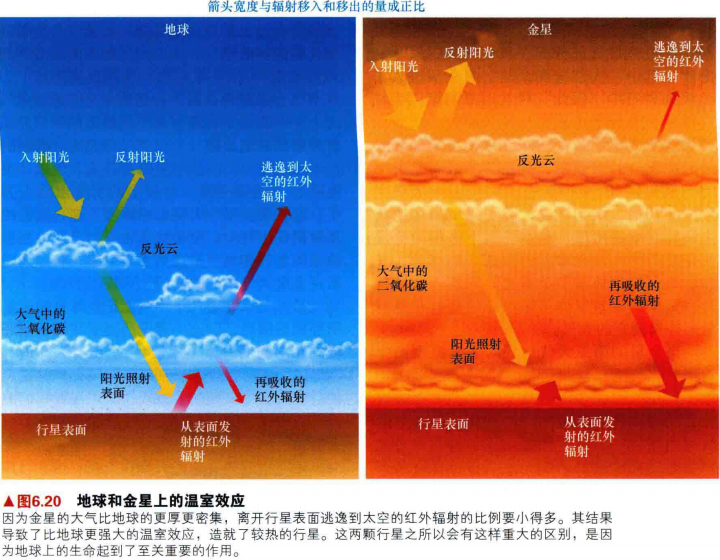 箭头宽度与辐射移入和移出的量成正比
地球
入射阳光
反射阳光
逃逸到太
空的红外
辐射
反光云
大气中的
二氧化碳
阳光照射
表面
再吸收的
红外辐射
行星表面
从表面发
射的红外
辐射
金星
入射阳光
反射阳光
逃逸到太
空的红外
辐射
反光云
大气中的
二氧化碳
再吸收的
红外辐射
阳光照射
表面
行星表面
从表面发
射的红外
辐射
▲图6.20 地球和金星上的温室效应
因为金星的大气比地球的更厚更密集，离开行星表面逃逸到太空的红外辐射的比例要小得多。其结果
导致了比地球更强大的温室效应，造就了较热的行星。这两颗行星之所以会有这样重大的区别，是因
为地球上的生命起到了至关重要的作用。